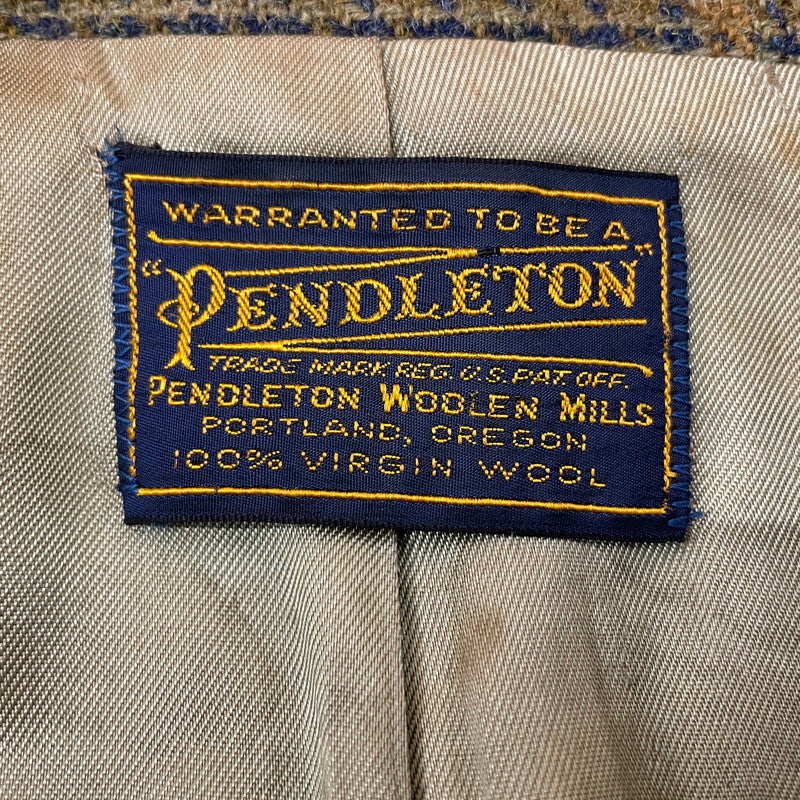 WARRANTED TO BE A
"PENDLETON"
TRADE MARK REG. U.S. PAT. OFF.
PENDLETON WOOLEN MILLS
PORTLAND, OREGON
100% VIRGIN WOOL